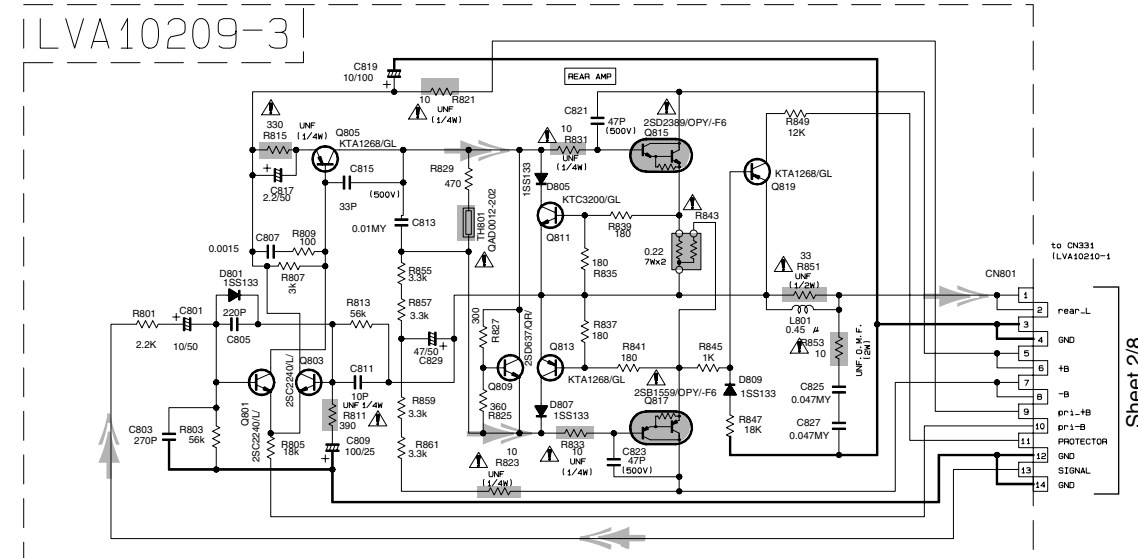 LVA10209-3
C819
10/100
+
10
R821
UNF
(1/4W)
REAR AMP
330
R815
UNF
(1/4W)
Q805
KTA1268/GL
C817
2.2/50
+
C815
33P
(500V)
C813
0.01MY
R829
470
TH801
QAD0012-202
C821
47P
(500V)
10
R831
UNF
(1/4W)
2SD2389/OPY/-F6
Q815
1SS133
D805
KTC3200/GL
Q811
R839
180
180
R835
R843
0.22
7Wx2
R849
12K
KTA1268/GL
Q819
33
R851
UNF
(1/2W)
L801
0.45 μ
R853
10
UNF.O.M.F.
(2W)
C825
0.047MY
C827
0.047MY
0.0015
C807
R809
100
R807
3k
D801
1SS133
R801
2.2K
C801
+
10/50
220P
C805
R813
56k
R855
3.3k
R857
3.3k
47/50
C829
+
R859
3.3k
R861
3.3k
Q801
2SC2240/L/
2SC2240/L/
Q803
C811
10P
UNF 1/4W
R811
390
C809
100/25
+
C803
270P
R803
56k
R805
18k
300
R827
2SD637/QR/
Q809
360
R825
Q813
KTA1268/GL
R837
180
R841
180
R845
1K
D807
1SS133
2SB1559/OPY/-F6
Q817
D809
1SS133
R847
18K
R833
10
UNF
(1/4W)
C823
47P
(500V)
10
R823
UNF
(1/4W)
to CN331
(LVA10210-1
CN801
1
2
rear_L
3
4
GND
5
6
+B
7
8
-B
9
pri-+B
10
pri-B
11
PROTECTOR
12
GND
13
SIGNAL
14
GND
Sheet 2/8